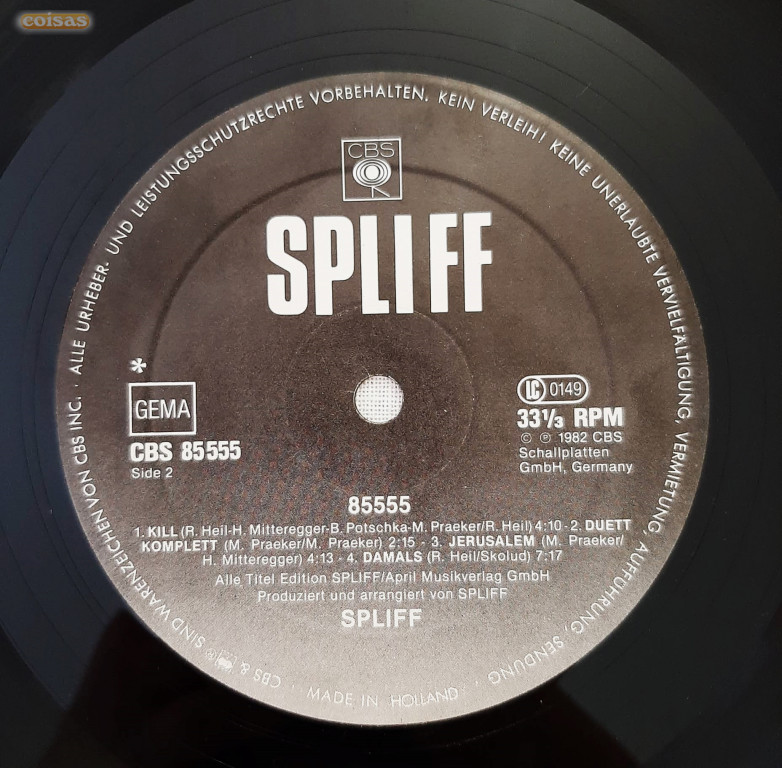 coisas
ALLE URHEBER- UND LEISTUNGSSCHUTZRECHTE VORBEHALTEN. KEIN VERLEIH! KEINE UNERLAUBTE VERVIELFÄLTIGUNG, VERMIETUNG, AUFFÜHRUNG, SENDUNG
CBS
SPLIFF
*
GEMA
CBS 85555
Side 2
LC 0149
33⅓ RPM
© ℗ 1982 CBS
Schallplatten
GmbH, Germany
85555
1. KILL (R. Heil-H. Mitteregger-B. Potschka-M. Praeker/R. Heil) 4:10 - 2. DUETT
KOMPLETT (M. Praeker/M. Praeker) 2:15 - 3. JERUSALEM (M. Praeker/
H. Mitteregger) 4:13 - 4. DAMALS (R. Heil/Skolud) 7:17
Alle Titel Edition SPLIFF/April Musikverlag GmbH
Produziert und arrangiert von SPLIFF
SPLIFF
CBS & ® SIND WARENZEICHEN VON CBS INC. ·
· MADE IN HOLLAND ·